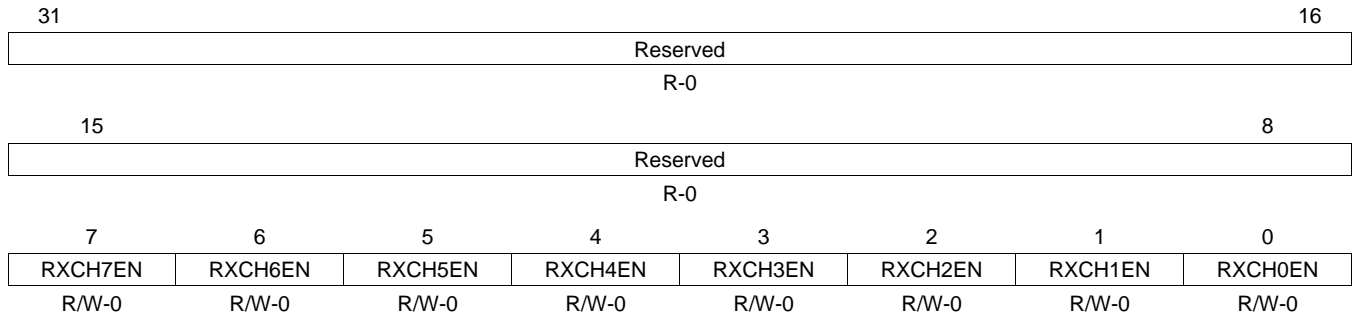 31 16
Reserved
R-0
15 8
Reserved
R-0
7 6 5 4 3 2 1 0
RXCH7EN RXCH6EN RXCH5EN RXCH4EN RXCH3EN RXCH2EN RXCH1EN RXCH0EN
R/W-0 R/W-0 R/W-0 R/W-0 R/W-0 R/W-0 R/W-0 R/W-0